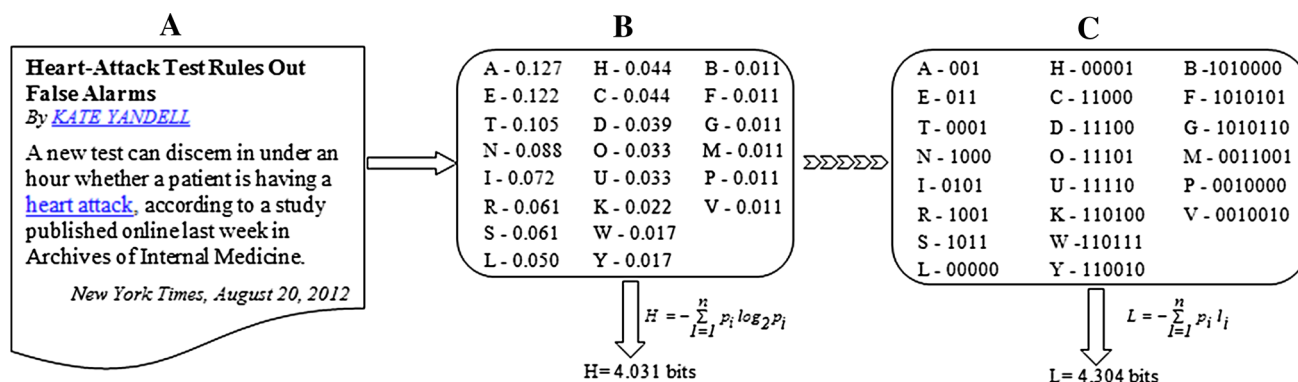 A
Heart-Attack Test Rules Out
False Alarms
By KATE YANDELL
A new test can discern in under an
hour whether a patient is having a
heart attack, according to a study
published online last week in
Archives of Internal Medicine.
New York Times, August 20, 2012
B
A - 0.127 H - 0.044 B - 0.011
E - 0.122 C - 0.044 F - 0.011
T - 0.105 D - 0.039 G - 0.011
N - 0.088 O - 0.033 M - 0.011
I - 0.072 U - 0.033 P - 0.011
R - 0.061 K - 0.022 V - 0.011
S - 0.061 W - 0.017
L - 0.050 Y - 0.017
H = - n Σ I=1 p i log 2 p i
H= 4.031 bits
C
A - 001 H - 00001 B -1010000
E - 011 C - 11000 F - 1010101
T - 0001 D - 11100 G - 1010110
N - 1000 O - 11101 M - 0011001
I - 0101 U - 11110 P - 0010000
R - 1001 K - 110100 V - 0010010
S - 1011 W -110111
L - 00000 Y - 110010
L = - n Σ I=1 p i l i
L= 4.304 bits